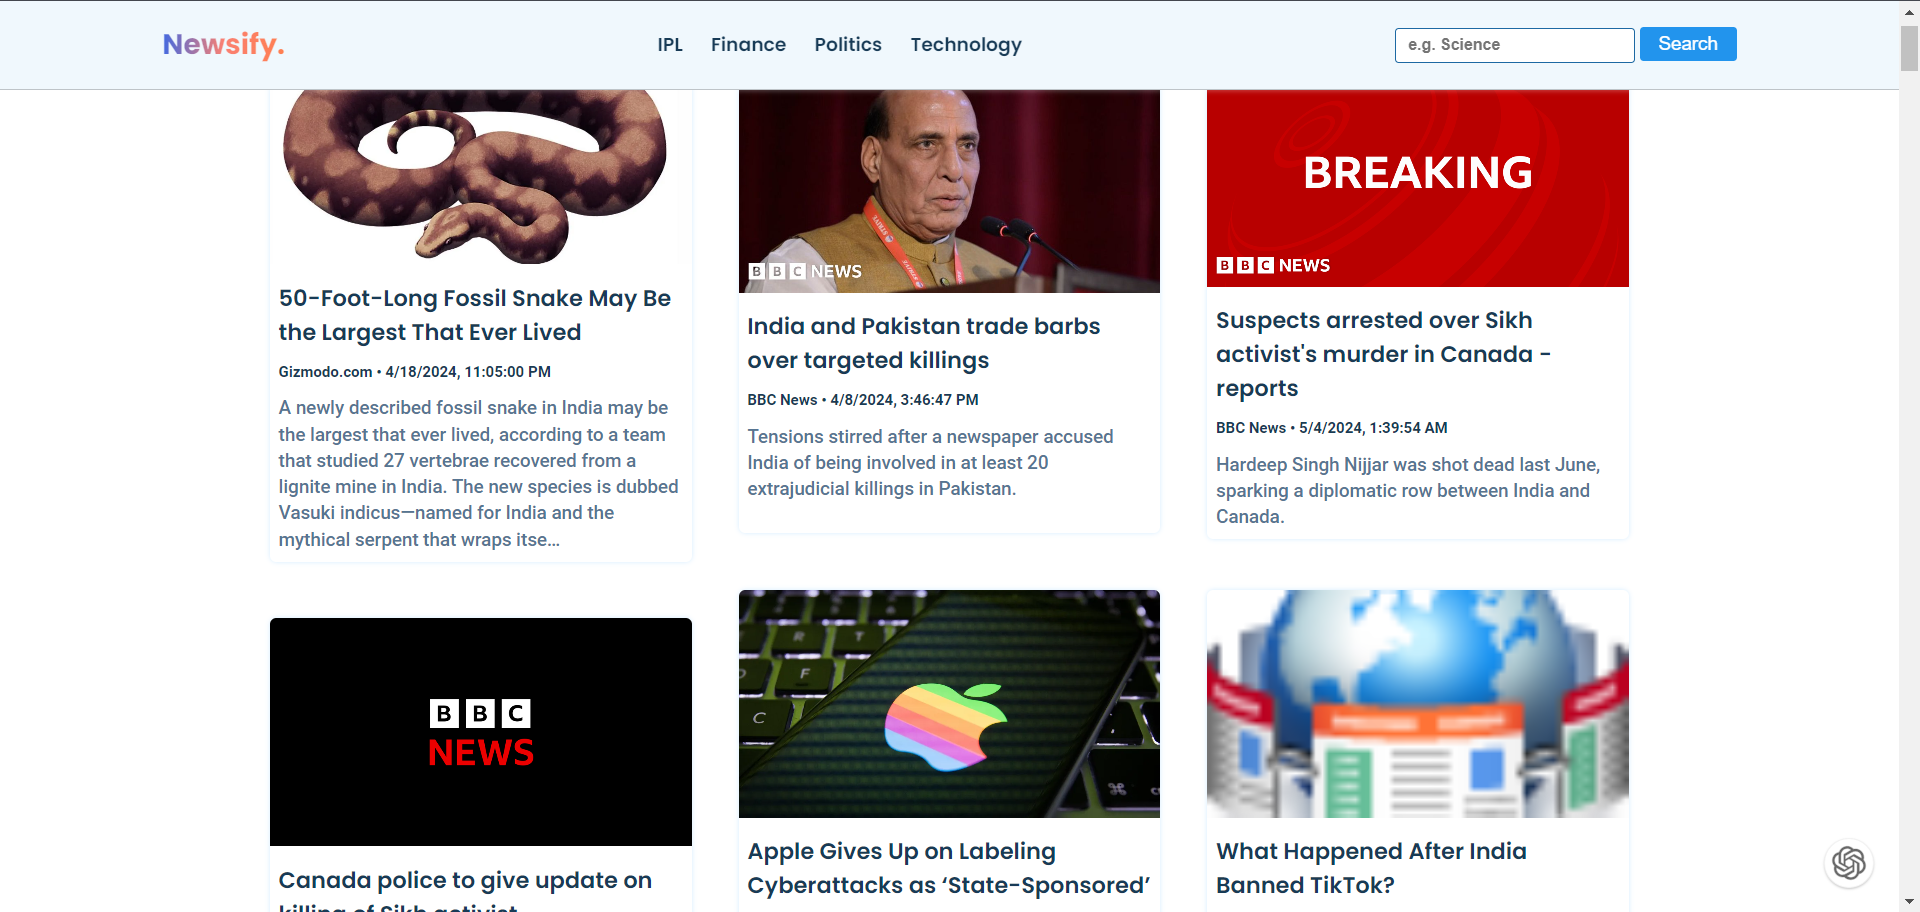 Newsify.
IPL
Finance
Politics
Technology
e.g. Science
Search
50-Foot-Long Fossil Snake May Be
the Largest That Ever Lived
Gizmodo.com • 4/18/2024, 11:05:00 PM
A newly described fossil snake in India may be
the largest that ever lived, according to a team
that studied 27 vertebrae recovered from a
lignite mine in India. The new species is dubbed
Vasuki indicus—named for India and the
mythical serpent that wraps itse…
BBC NEWS
India and Pakistan trade barbs
over targeted killings
BBC News • 4/8/2024, 3:46:47 PM
Tensions stirred after a newspaper accused
India of being involved in at least 20
extrajudicial killings in Pakistan.
BREAKING
BBC NEWS
Suspects arrested over Sikh
activist's murder in Canada -
reports
BBC News • 5/4/2024, 1:39:54 AM
Hardeep Singh Nijjar was shot dead last June,
sparking a diplomatic row between India and
Canada.
BBC
NEWS
Canada police to give update on
killing of Sikh activist
R T
F
C
Apple Gives Up on Labeling
Cyberattacks as ‘State-Sponsored’
What Happened After India
Banned TikTok?